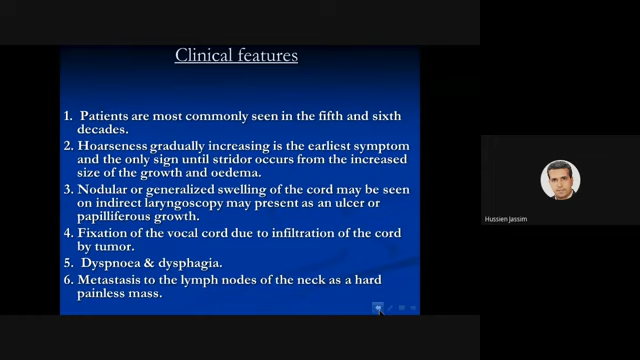 Clinical features
1. Patients are most commonly seen in the fifth and sixth
decades.
2. Hoarseness gradually increasing is the earliest symptom
and the only sign until stridor occurs from the increased
size of the growth and oedema.
3. Nodular or generalized swelling of the cord may be seen
on indirect laryngoscopy may present as an ulcer or
papilliferous growth.
4. Fixation of the vocal cord due to infiltration of the cord
by tumor.
5. Dyspnoea & dysphagia.
6. Metastasis to the lymph nodes of the neck as a hard
painless mass.
Hussien Jassim